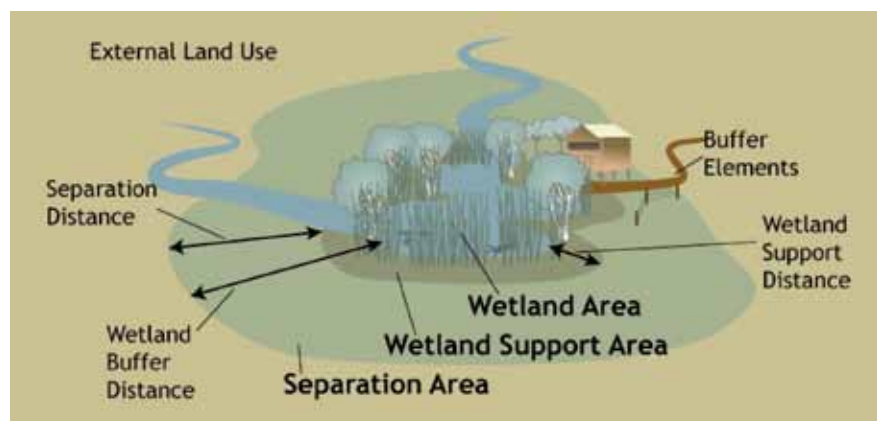 External Land Use
Buffer
Elements
Separation
Distance
Wetland
Support
Distance
Wetland Area
Wetland Support Area
Wetland
Buffer
Distance
Separation Area